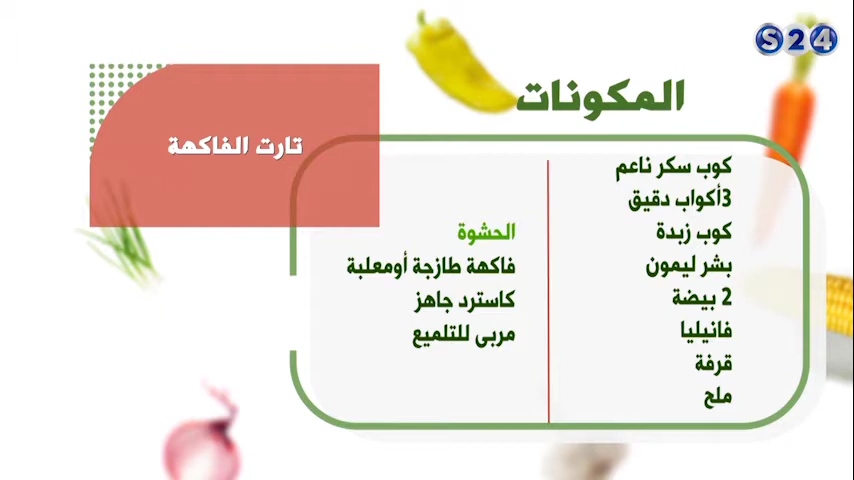 S24
المكونات
تارت الفاكهة
كوب سكر ناعم
3أكواب دقيق
كوب زبدة
بشر ليمون
2 بيضة
فانيليا
قرفة
ملح
الحشوة
فاكهة طازجة أومعلبة
كاسترد جاهز
مربى للتلميع